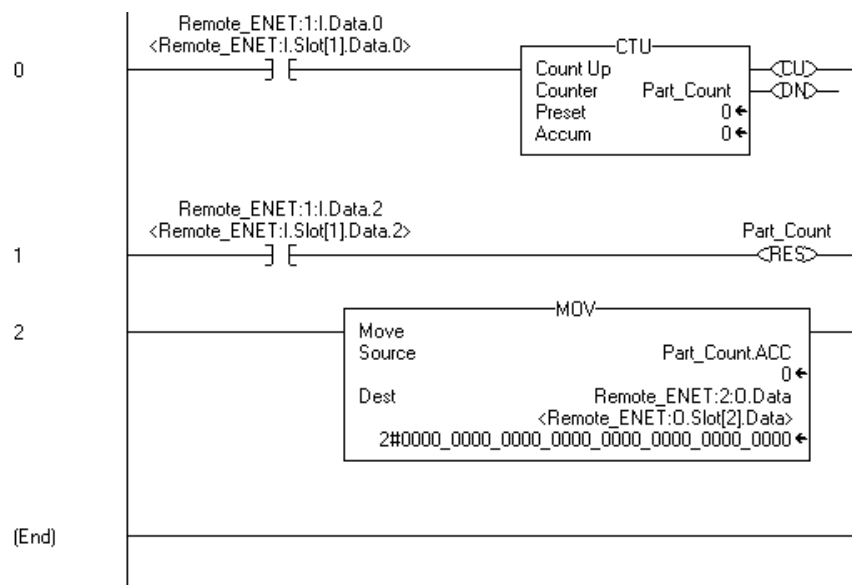 Remote_ENET:1:I.Data.0
<Remote_ENET:I.Slot[1].Data.0>
0
CTU
Count Up
Counter Part_Count
Preset 0
Accum 0
CU
DN
Remote_ENET:1:I.Data.2
<Remote_ENET:I.Slot[1].Data.2>
Part_Count
1
RES
MOV
2
Move
Source Part_Count.ACC
0
Dest Remote_ENET:2:O.Data
<Remote_ENET:O.Slot[2].Data>
2#0000_0000_0000_0000_0000_0000_0000_0000
(End)